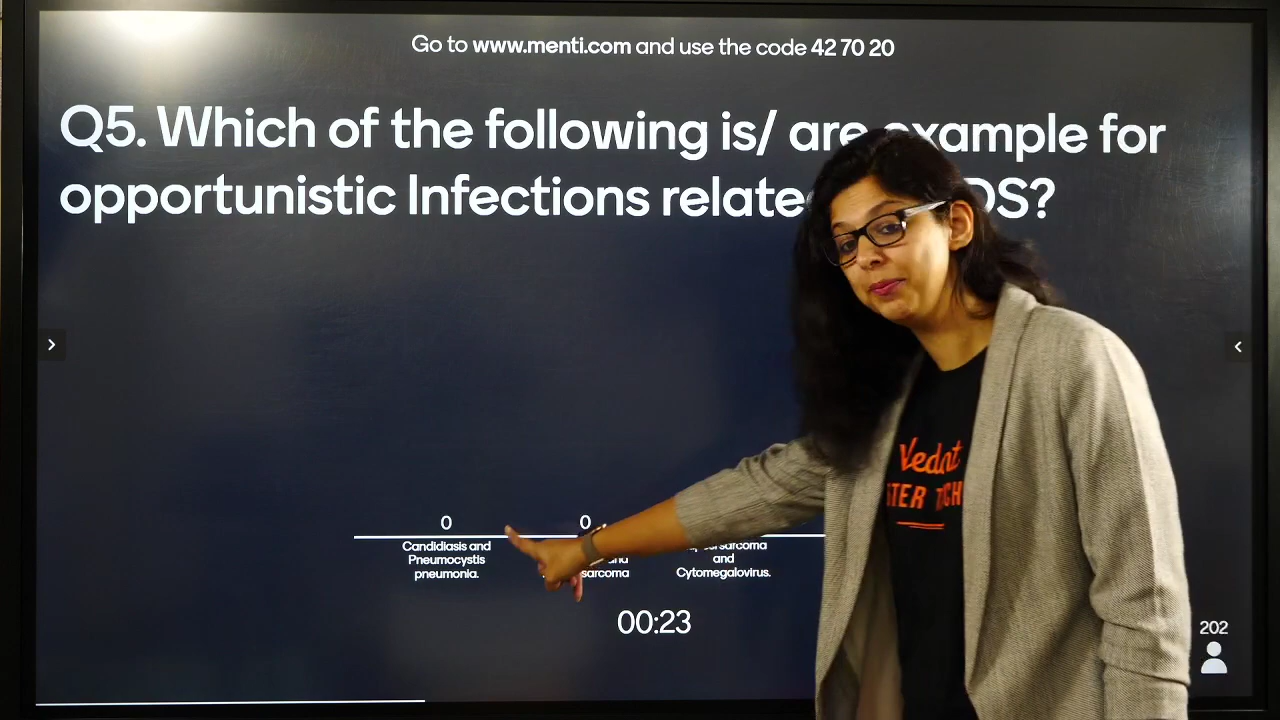 Go to www.menti.com and use the code 42 70 20
Q5. Which of the following is/ are example for
opportunistic Infections related DS?
0
0
Candidiasis and
Pneumocystis
pneumonia.
and
sarcoma
sarcoma
and
Cytomegalovirus.
00:23
202
Vedant